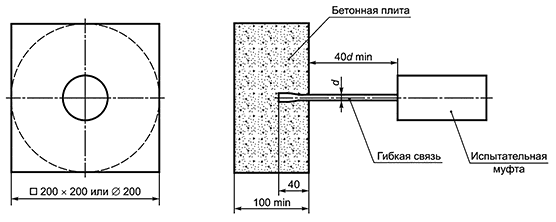 Бетонная плита
40d min
d
Гибкая связь
Испытательная
муфта
□ 200 × 200 или ∅ 200
40
100 min